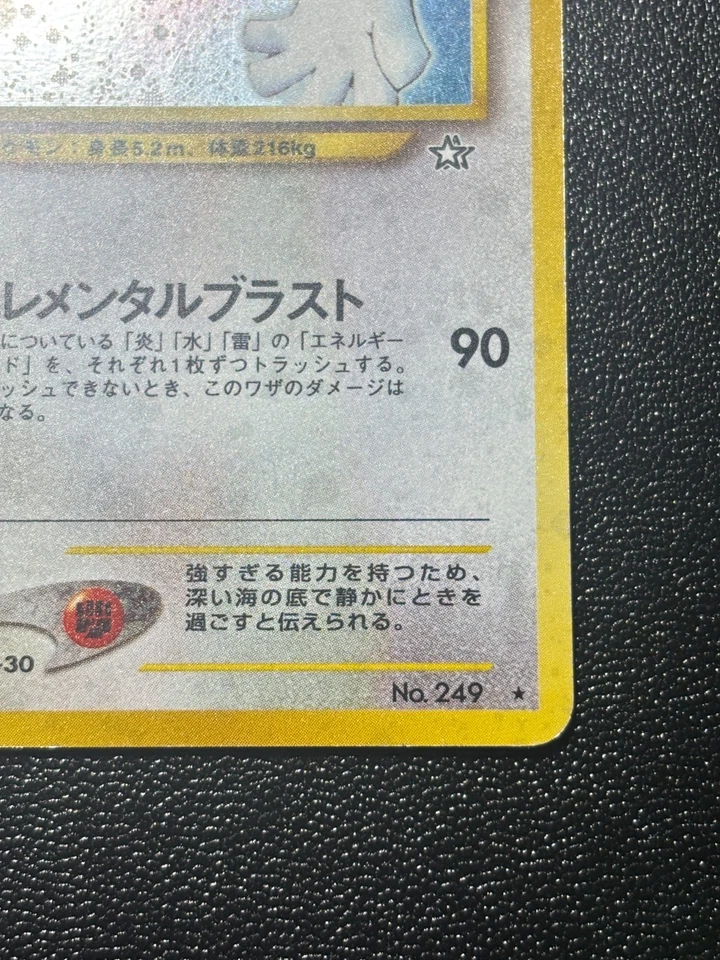 ケモン：身長5.2m、体重216kg
レメンタルブラスト
についている「炎」「水」「雷」の「エネルギー
ド」を、それぞれ1枚ずつトラッシュする。
ッシュできないとき、このワザのダメージは
なる。
90
強すぎる能力を持つため、
深い海の底で静かにときを
過ごすと伝えられる。
-30
No. 249 ★